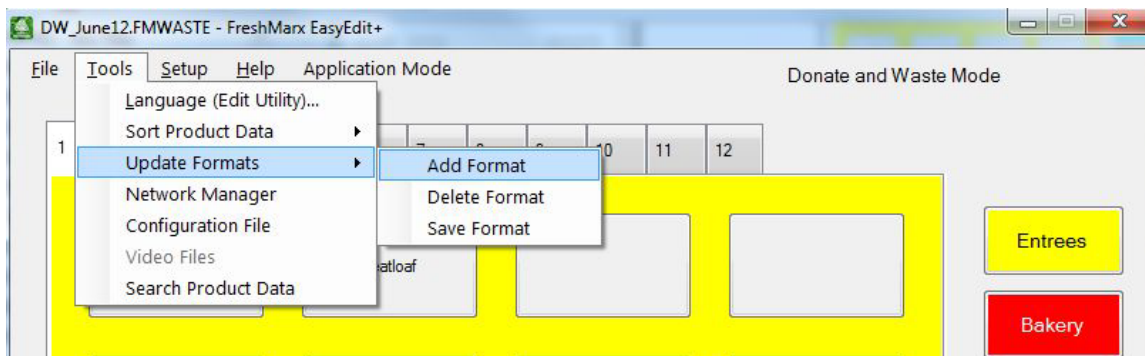 DW_June12.FMWASTE - FreshMarx EasyEdit+
File Tools Setup Help Application Mode
Donate and Waste Mode
Language (Edit Utility)...
Sort Product Data
1 10 11 12
Update Formats Add Format
Delete Format
Network Manager
Save Format
Configuration File
Entrees
Video Files
eatloaf
Search Product Data
Bakery